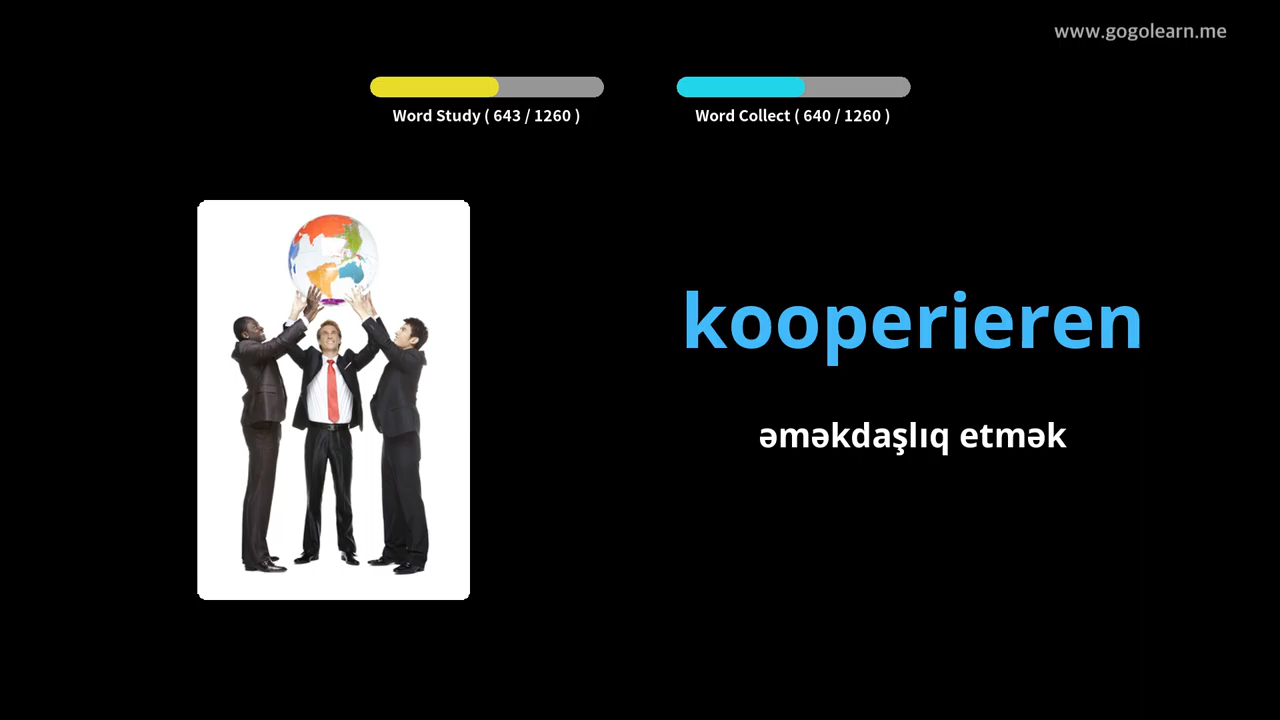 www.gogolearn.me
Word Study ( 643 / 1260 )
Word Collect ( 640 / 1260 )
kooperieren
əməkdaşlıq etmək